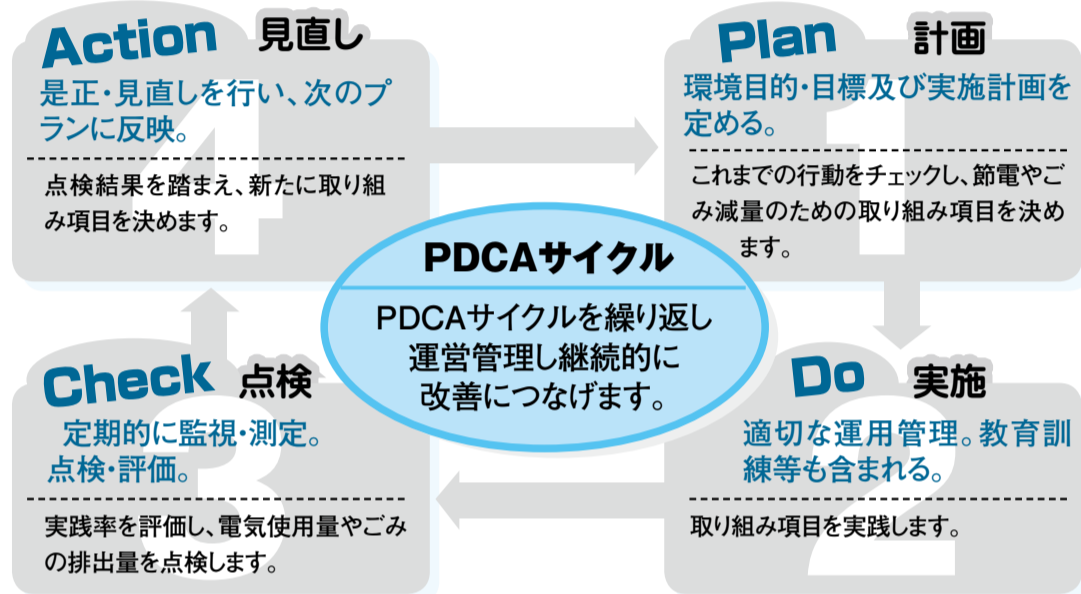 Action 見直し
是正・見直しを行い、次のプ
ランに反映。
4
点検結果を踏まえ、新たに取り組
み項目を決めます。
Plan 計画
環境目的・目標及び実施計画を
定める。
1
これまでの行動をチェックし、節電やご
み減量のための取り組み項目を決め
ます。
PDCAサイクル
PDCAサイクルを繰り返し
運営管理し継続的に
改善につなげます。
Check 点検
定期的に監視・測定。
点検・評価。
3
実践率を評価し、電気使用量やごみ
の排出量を点検します。
Do 実施
適切な運用管理。教育訓
練等も含まれる。
2
取り組み項目を実践します。